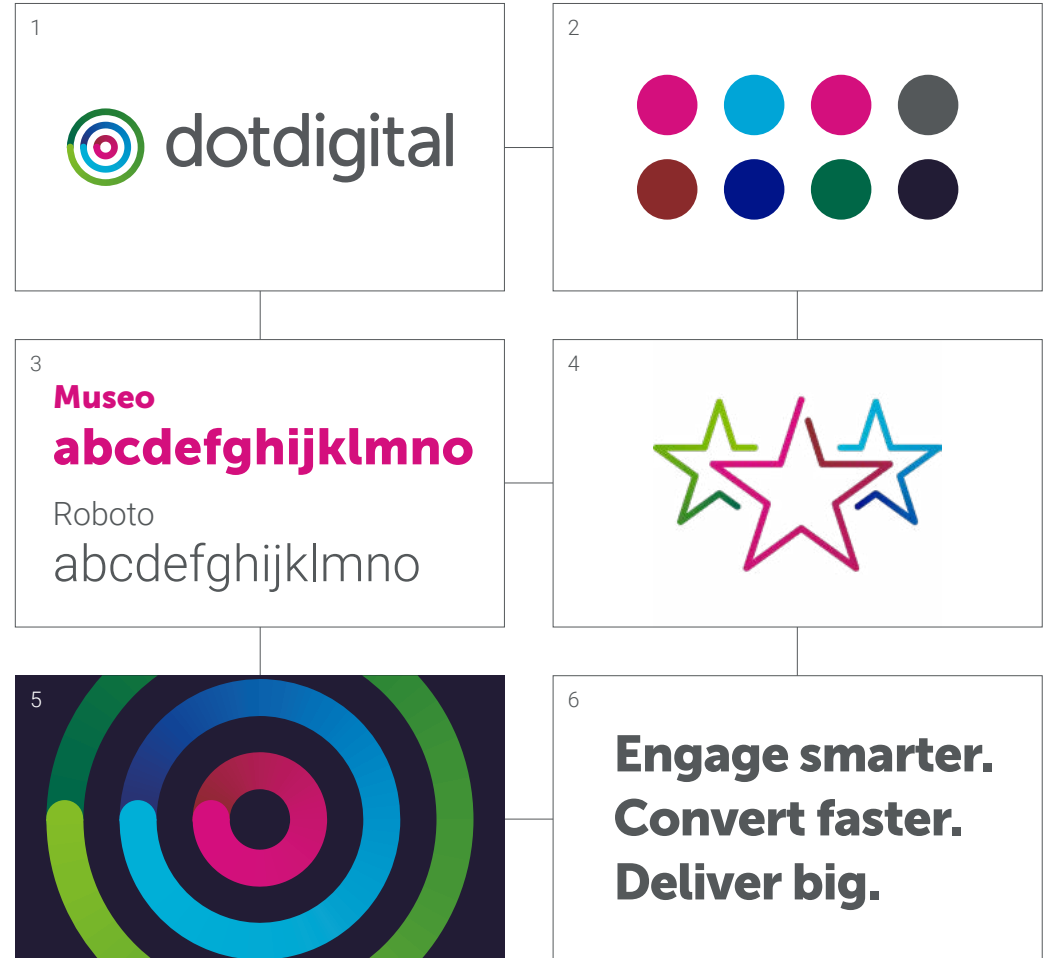 1
dotdigital
2
3
Museo
abcdefghijklmno
Roboto
abcdefghijklmno
4
5
6
Engage smarter.
Convert faster.
Deliver big.